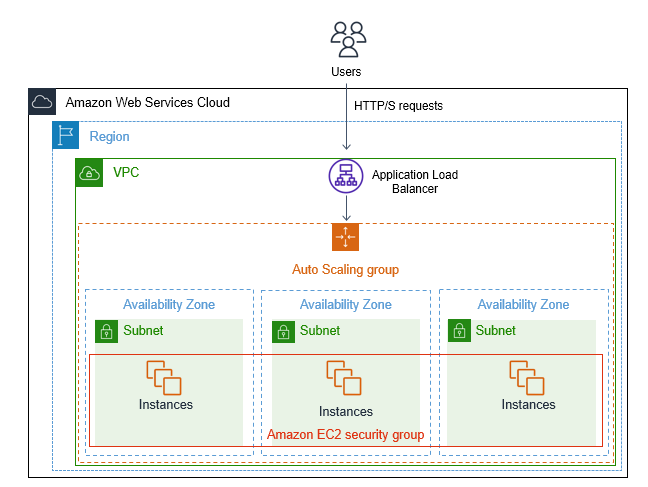 Users
Amazon Web Services Cloud
HTTP/S requests
Region
VPC
Application Load
Balancer
Auto Scaling group
Availability Zone
Availability Zone
Availability Zone
Subnet
Subnet
Subnet
Instances
Instances
Instances
Amazon EC2 security group